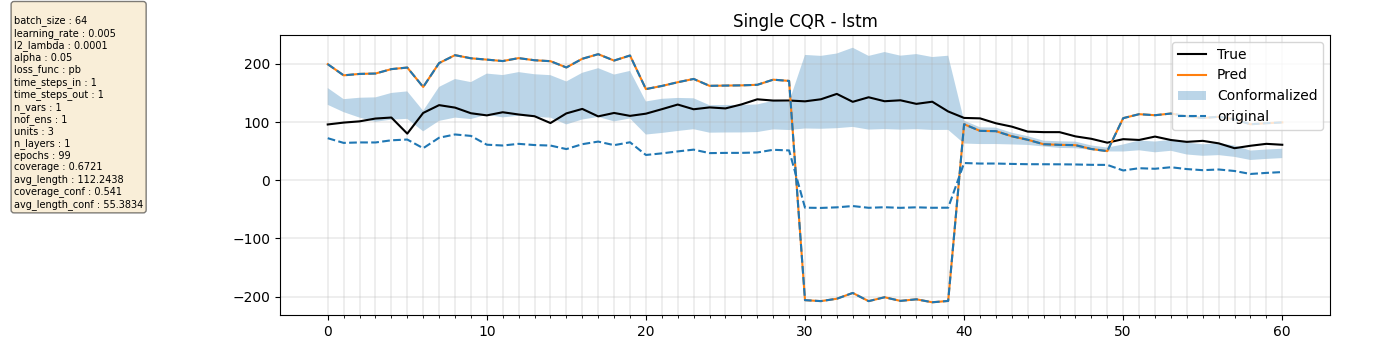 batch_size : 64
learning_rate : 0.005
l2_lambda : 0.0001
alpha : 0.05
loss_func : pb
time_steps_in : 1
time_steps_out : 1
n_vars : 1
nof_ens : 1
units : 3
n_layers : 1
epochs : 99
coverage : 0.6721
avg_length : 112.2438
coverage_conf : 0.541
avg_length_conf : 55.3834
Single CQR - lstm
True
Pred
Conformalized
original
200
100
0
−100
−200
0 10 20 30 40 50 60